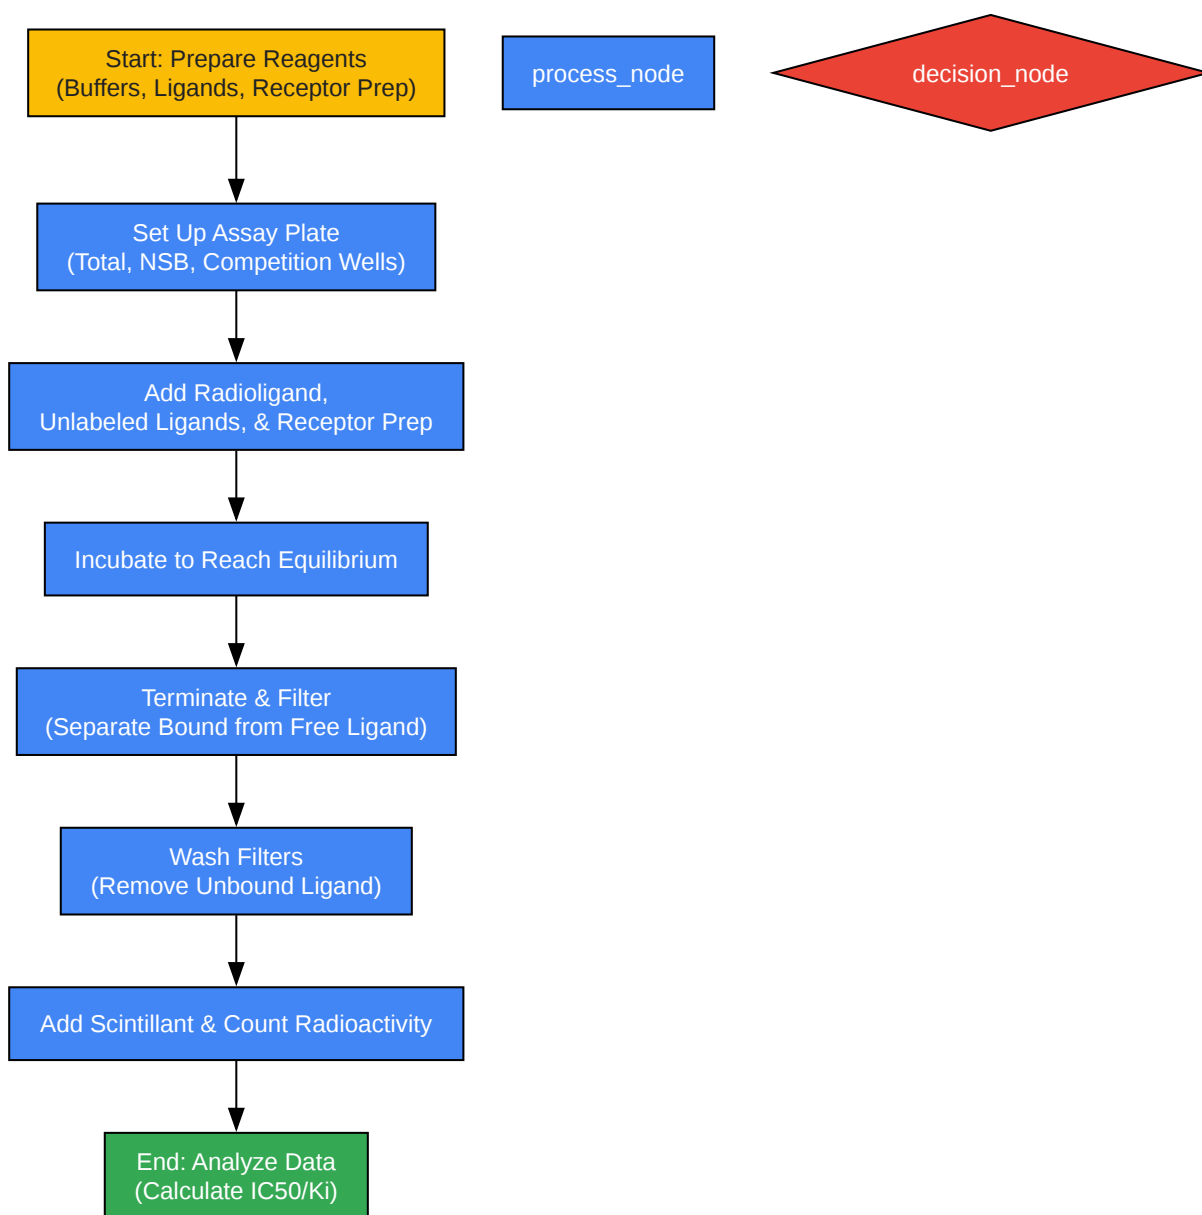 Start: Prepare Reagents
(Buffers, Ligands, Receptor Prep)
process_node
decision_node
Set Up Assay Plate
(Total, NSB, Competition Wells)
Add Radioligand,
Unlabeled Ligands, & Receptor Prep
Incubate to Reach Equilibrium
Terminate & Filter
(Separate Bound from Free Ligand)
Wash Filters
(Remove Unbound Ligand)
Add Scintillant & Count Radioactivity
End: Analyze Data
(Calculate IC50/Ki)